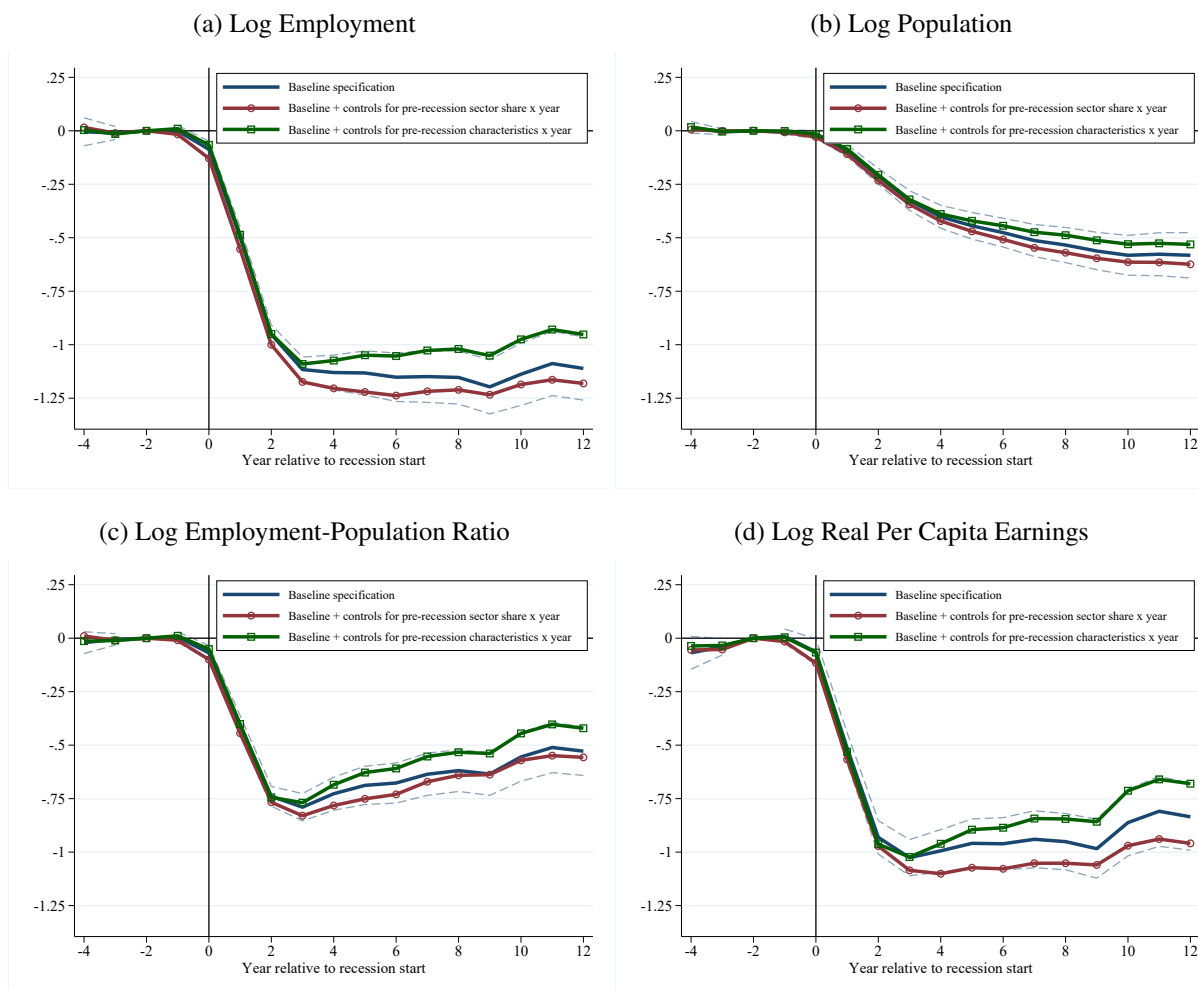 (a) Log Employment
.25
0
-.25
-.5
-.75
-1
-1.25
Baseline specification
Baseline + controls for pre-recession sector share x year
Baseline + controls for pre-recession characteristics x year
-4 -2 0 2 4 6 8 10 12
Year relative to recession start
(b) Log Population
.25
0
-.25
-.5
-.75
-1
-1.25
Baseline specification
Baseline + controls for pre-recession sector share x year
Baseline + controls for pre-recession characteristics x year
-4 -2 0 2 4 6 8 10 12
Year relative to recession start
(c) Log Employment-Population Ratio
.25
0
-.25
-.5
-.75
-1
-1.25
Baseline specification
Baseline + controls for pre-recession sector share x year
Baseline + controls for pre-recession characteristics x year
-4 -2 0 2 4 6 8 10 12
Year relative to recession start
(d) Log Real Per Capita Earnings
.25
0
-.25
-.5
-.75
-1
-1.25
Baseline specification
Baseline + controls for pre-recession sector share x year
Baseline + controls for pre-recession characteristics x year
-4 -2 0 2 4 6 8 10 12
Year relative to recession start